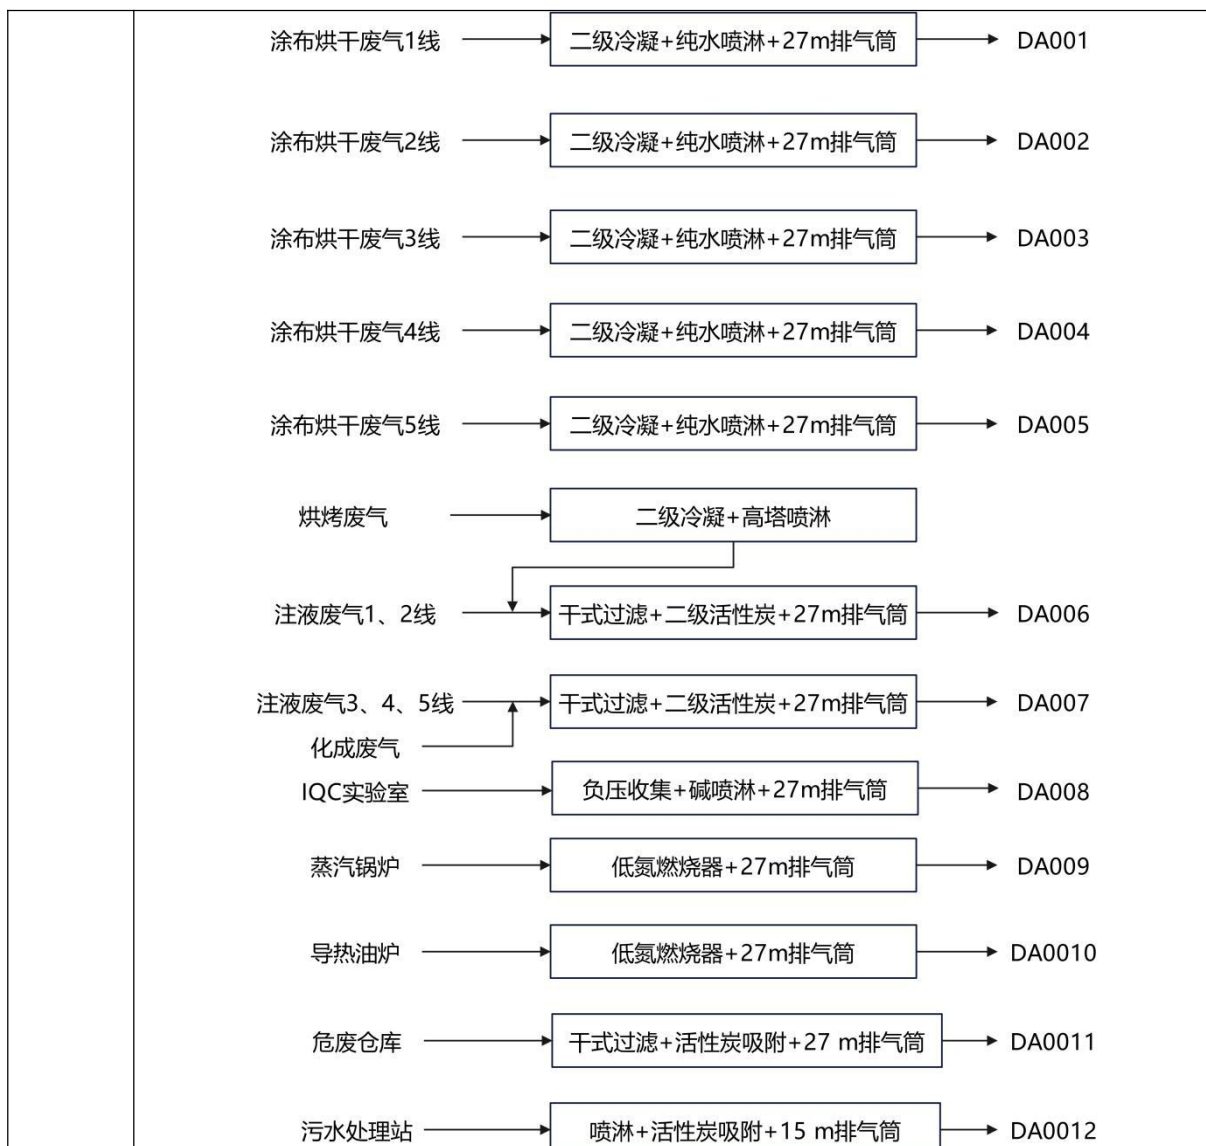 涂布烘干废气1线 二级冷凝+纯水喷淋+27m排气筒 DA001
涂布烘干废气2线 二级冷凝+纯水喷淋+27m排气筒 DA002
涂布烘干废气3线 二级冷凝+纯水喷淋+27m排气筒 DA003
涂布烘干废气4线 二级冷凝+纯水喷淋+27m排气筒 DA004
涂布烘干废气5线 二级冷凝+纯水喷淋+27m排气筒 DA005
烘烤废气 二级冷凝+高塔喷淋
注液废气1、2线 干式过滤+二级活性炭+27m排气筒 DA006
注液废气3、4、5线 干式过滤+二级活性炭+27m排气筒 DA007
化成废气
IQC实验室 负压收集+碱喷淋+27m排气筒 DA008
蒸汽锅炉 低氮燃烧器+27m排气筒 DA009
导热油炉 低氮燃烧器+27m排气筒 DA0010
危废仓库 干式过滤+活性炭吸附+27 m排气筒 DA0011
污水处理站 喷淋+活性炭吸附+15 m排气筒 DA0012